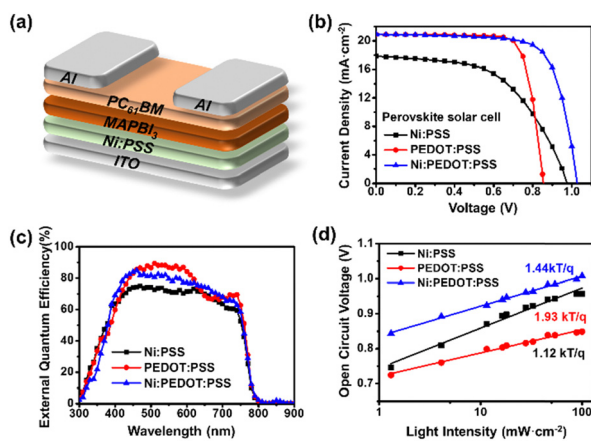 (a)
Al
Al
PC61BM
MAPBI3
Ni:PSS
ITO
(b)
Current Density (mA·cm-2)
24
20
16
12
8
4
0
Perovskite solar cell
Ni:PSS
PEDOT:PSS
Ni:PEDOT:PSS
0.0 0.2 0.4 0.6 0.8 1.0
Voltage (V)
(c)
External Quantum Efficiency(%)
100
80
60
40
20
0
Ni:PSS
PEDOT:PSS
Ni:PEDOT:PSS
300 400 500 600 700 800 900
Wavelength (nm)
(d)
Open Circuit Voltage (V)
1.1
1.0
0.9
0.8
0.7
Ni:PSS
PEDOT:PSS
Ni:PEDOT:PSS
1.44kT/q
1.93 kT/q
1.12 kT/q
1 10 100
Light Intensity (mW·cm-2)